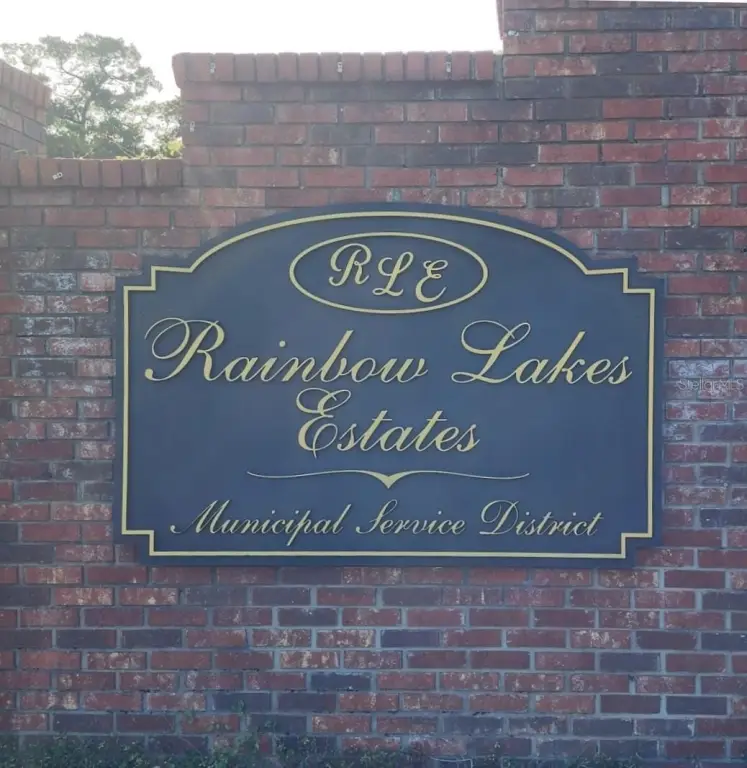 RLE
Rainbow Lakes
Estates
Municipal Service District